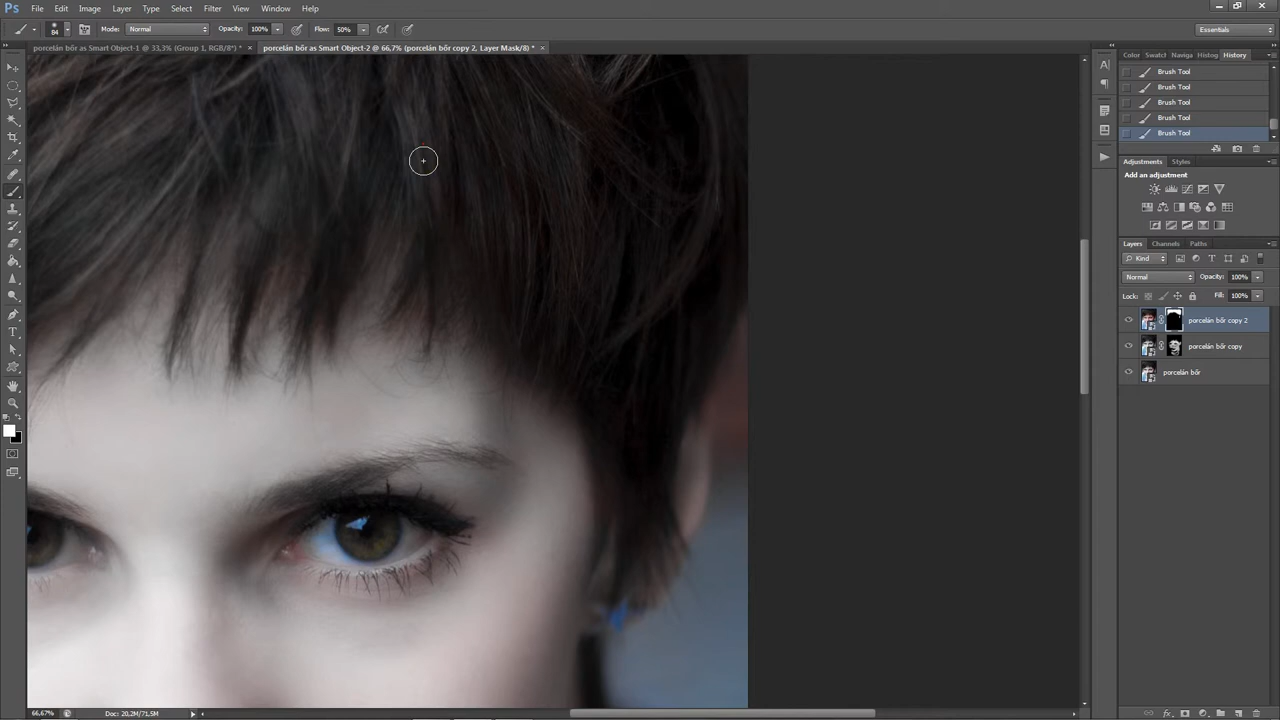 Ps File Edit Image Layer Type Select Filter View Window Help
84 Mode: Normal Opacity: 100% Flow: 50% Essentials
porcelán bőr as Smart Object-1 @ 33,3% (Group 1, RGB/8*) * × porcelán bőr as Smart Object-2 @ 66,7% (porcelán bőr copy 2, Layer Mask/8) * ×
Color Swatch Naviga Histog History
Brush Tool
Brush Tool
Brush Tool
Brush Tool
Brush Tool
Adjustments Styles
Add an adjustment
Layers Channels Paths
Kind
Normal Opacity: 100%
Lock: Fill: 100%
porcelán bőr copy 2
porcelán bőr copy
porcelán bőr
66,67% Doc: 20,2M/71,5M
fx